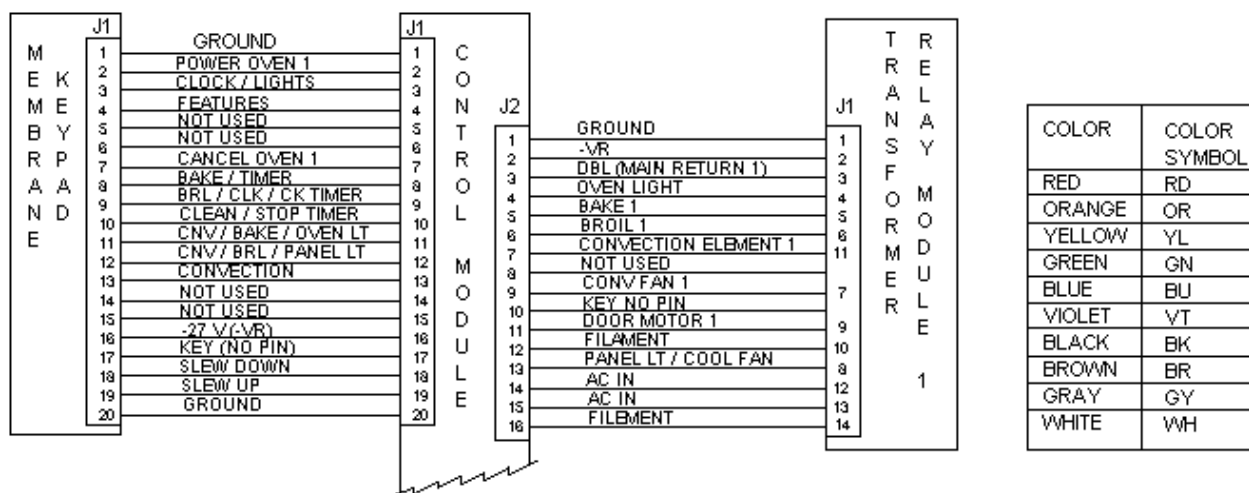 MEMBRANE
KEYPAD
J1
1
2
3
4
5
6
7
8
9
10
11
12
13
14
15
16
17
18
19
20
GROUND
POWER OVEN 1
CLOCK / LIGHTS
FEATURES
NOT USED
NOT USED
CANCEL OVEN 1
BAKE / TIMER
BRL / CLK / CK TIMER
CLEAN / STOP TIMER
CNV / BAKE / OVEN LT
CNV / BRL / PANEL LT
CONVECTION
NOT USED
NOT USED
-27 V (-VR)
KEY (NO PIN)
SLEW DOWN
SLEW UP
GROUND
J1
1
2
3
4
5
6
7
8
9
10
11
12
13
14
15
16
17
18
19
20
CONTROL MODULE
J2
1
2
3
4
5
6
7
8
9
10
11
12
13
14
15
16
GROUND
-VR
DBL (MAIN RETURN 1)
OVEN LIGHT
BAKE 1
BROIL 1
CONVECTION ELEMENT 1
NOT USED
CONV FAN 1
KEY NO PIN
DOOR MOTOR 1
FILAMENT
PANEL LT / COOL FAN
AC IN
AC IN
FILEMENT
J1
1
2
3
4
5
6
11
7
9
10
8
12
13
14
TRANSFORMER
RELAY MODULE 1
COLOR COLOR SYMBOL
RED RD
ORANGE OR
YELLOW YL
GREEN GN
BLUE BU
VIOLET VT
BLACK BK
BROWN BR
GRAY GY
WHITE WH